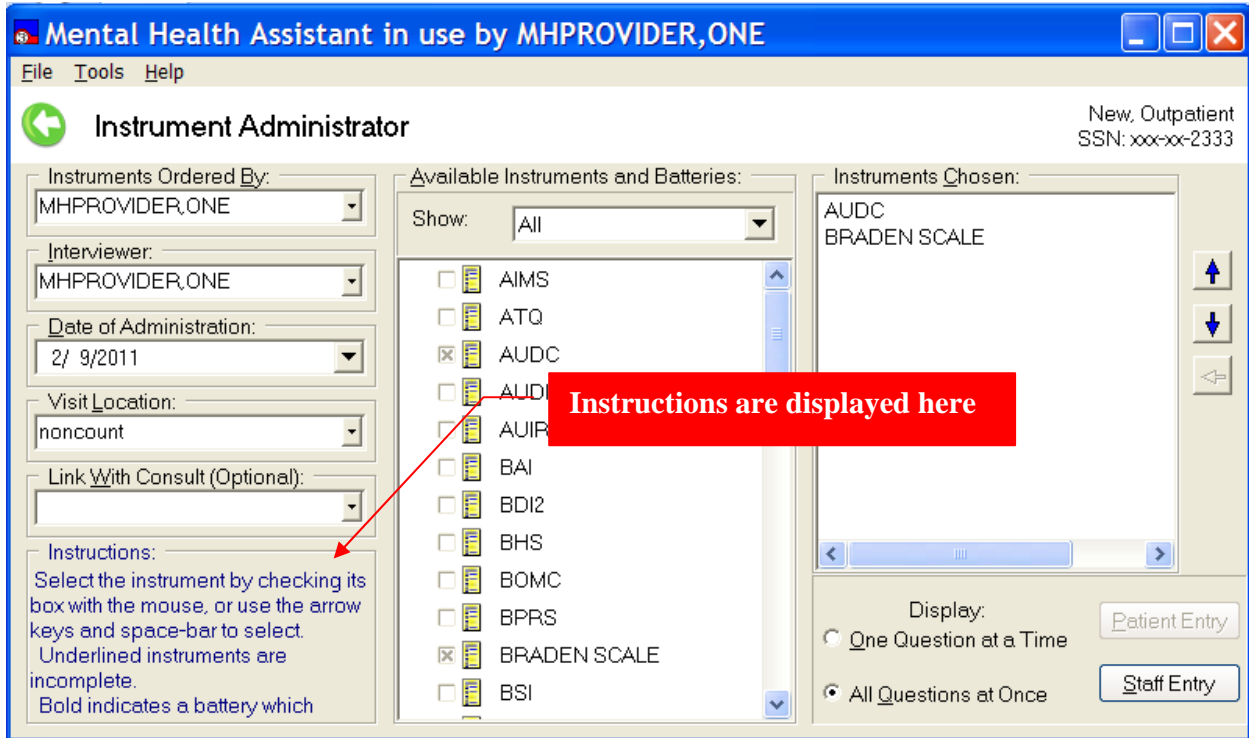 Mental Health Assistant in use by MHPROVIDER,ONE
File Tools Help
Instrument Administrator
New, Outpatient
SSN: xxx-xx-2333
Instruments Ordered By:
MHPROVIDER,ONE
Interviewer:
MHPROVIDER,ONE
Date of Administration:
2/ 9/2011
Visit Location:
noncount
Link With Consult (Optional):
Instructions:
Select the instrument by checking its
box with the mouse, or use the arrow
keys and space-bar to select.
Underlined instruments are
incomplete.
Bold indicates a battery which
Available Instruments and Batteries:
Show: All
AIMS
ATQ
AUDC
BAI
BDI2
BHS
BOMC
BPRS
BRADEN SCALE
BSI
Instructions are displayed here
Instruments Chosen:
AUDC
BRADEN SCALE
Display:
One Question at a Time
All Questions at Once
Patient Entry
Staff Entry